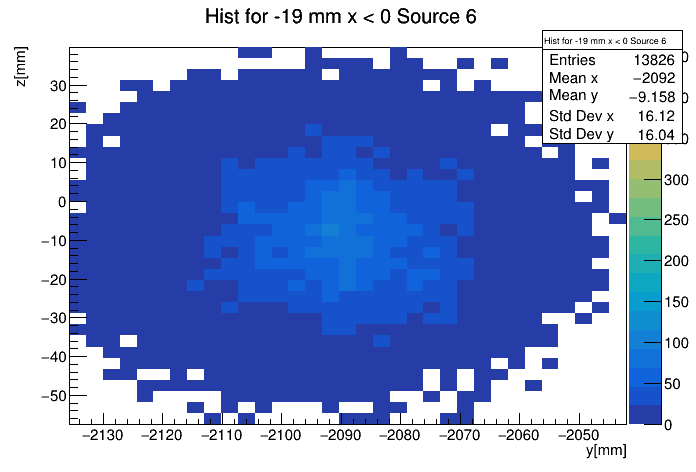 Hist for -19 mm x < 0 Source 6
z[mm]
Hist for -19 mm x < 0 Source 6
Entries 13826
Mean x −2092
Mean y −9.158
Std Dev x 16.12
Std Dev y 16.04
30
20
10
0
−10
−20
−30
−40
−50
0
0
300
250
200
150
100
50
0
−2130 −2120 −2110 −2100 −2090 −2080 −2070 −2060 −2050
y[mm]